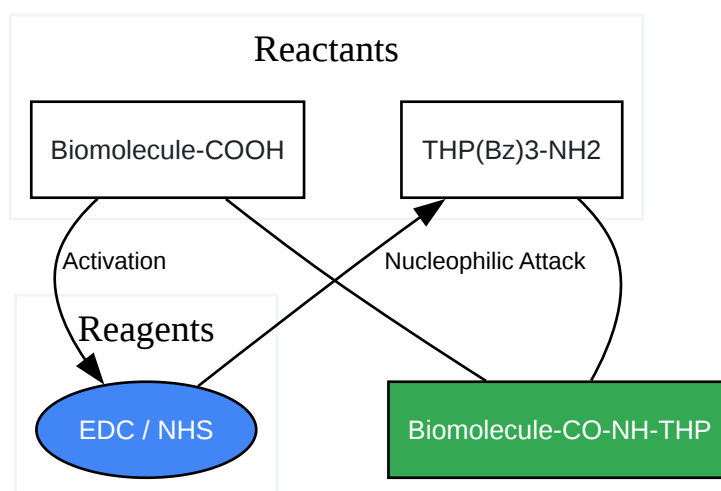 Reactants
Biomolecule-COOH
THP(Bz)3-NH2
Activation
Nucleophilic Attack
Reagents
EDC / NHS
Biomolecule-CO-NH-THP